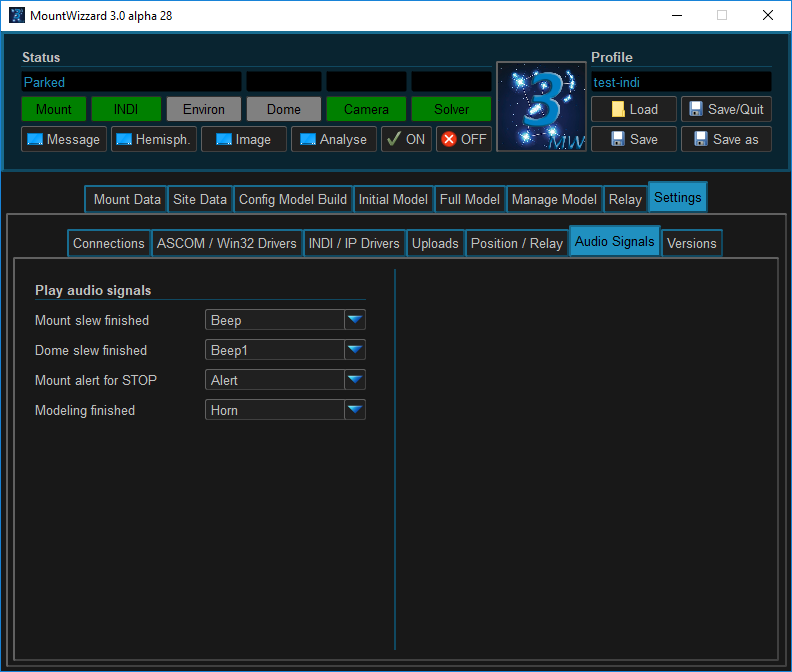 MountWizzard 3.0 alpha 28
Status
Profile
Parked
test-indi
Mount INDI Environ Dome Camera Solver
Load Save/Quit
Message Hemisph. Image Analyse ON OFF
Save Save as
3
MW
Mount Data Site Data Config Model Build Initial Model Full Model Manage Model Relay Settings
Connections ASCOM / Win32 Drivers INDI / IP Drivers Uploads Position / Relay Audio Signals Versions
Play audio signals
Mount slew finished Beep
Dome slew finished Beep1
Mount alert for STOP Alert
Modeling finished Horn